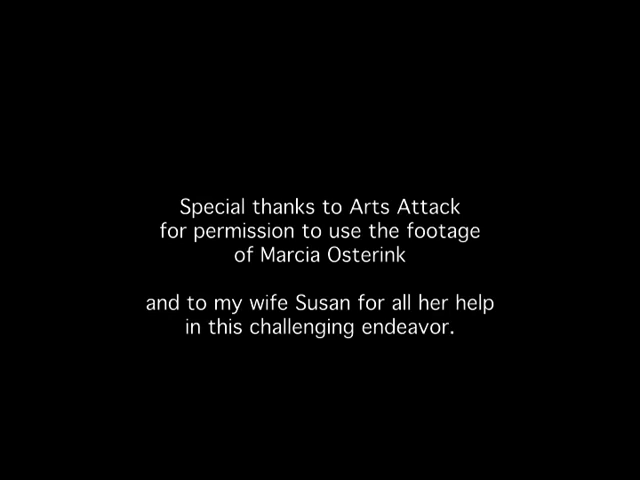 Special thanks to Arts Attack
for permission to use the footage
of Marcia Osterink
and to my wife Susan for all her help
in this challenging endeavor.